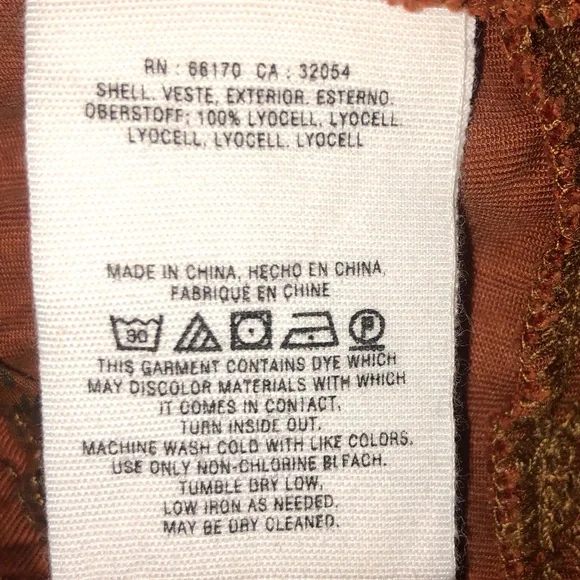 RN : 66170 CA : 32054
SHELL. VESTE, EXTERIOR. ESTERNO.
OBERSTOFF: 100% LYOCELL, LYOCELL.
LYOCELL, LYOCELL. LYOCELL
MADE IN CHINA, HECHO EN CHINA,
FABRIQUÉ EN CHINE
30 P
THIS GARMENT CONTAINS DYE WHICH
MAY DISCOLOR MATERIALS WITH WHICH
IT COMES IN CONTACT.
TURN INSIDE OUT.
MACHINE WASH COLD WITH LIKE COLORS.
USE ONLY NON-CHLORINE BLEACH.
TUMBLE DRY LOW.
LOW IRON AS NEEDED.
MAY BE DRY CLEANED.